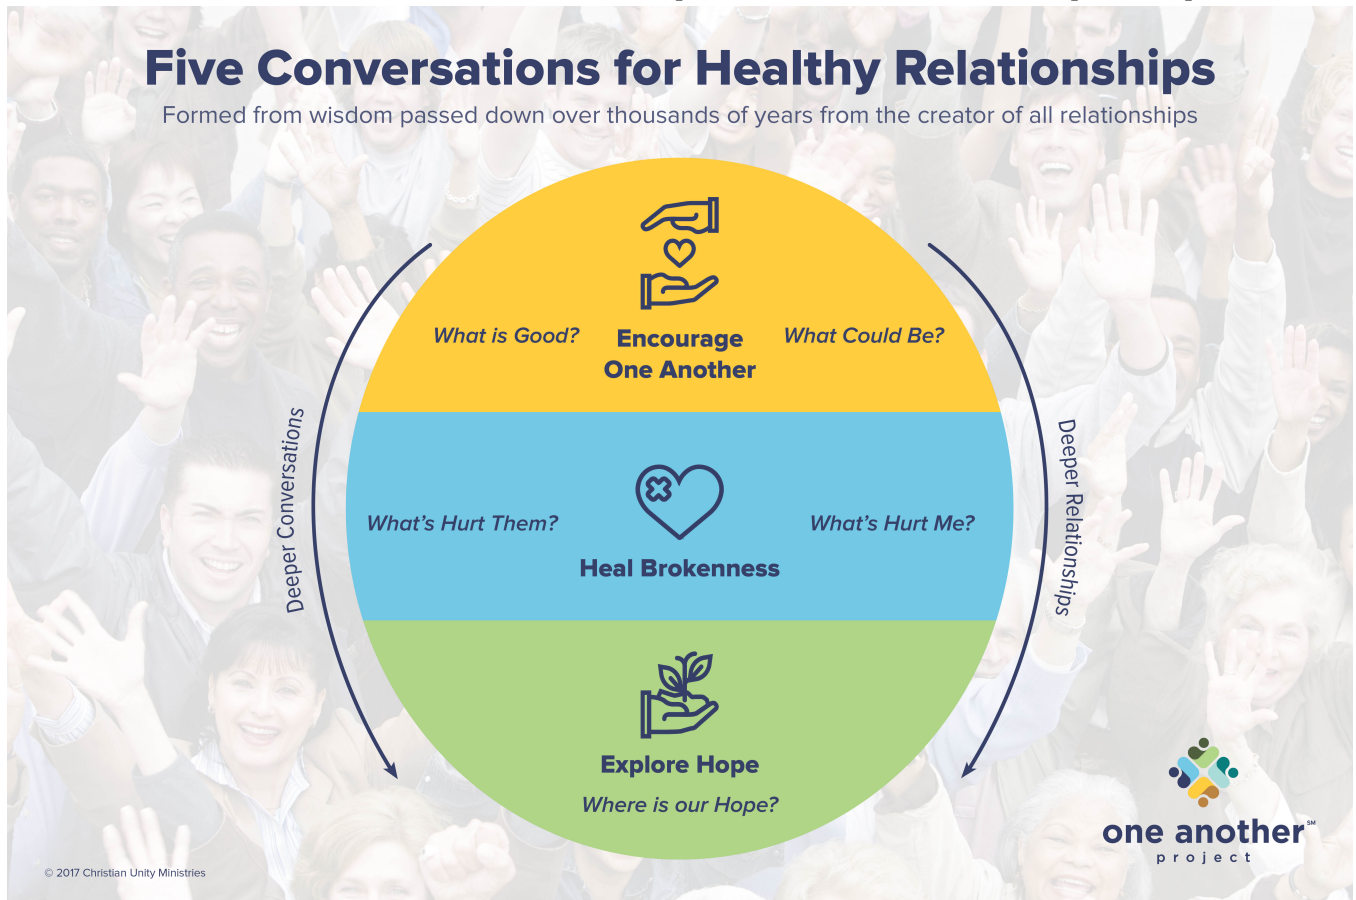 Five Conversations for Healthy Relationships
Formed from wisdom passed down over thousands of years from the creator of all relationships
What is Good?
Encourage
One Another
What Could Be?
Deeper Conversations
Deeper Relationships
What's Hurt Them?
What's Hurt Me?
Heal Brokenness
Explore Hope
Where is our Hope?
one another℠
project
© 2017 Christian Unity Ministries